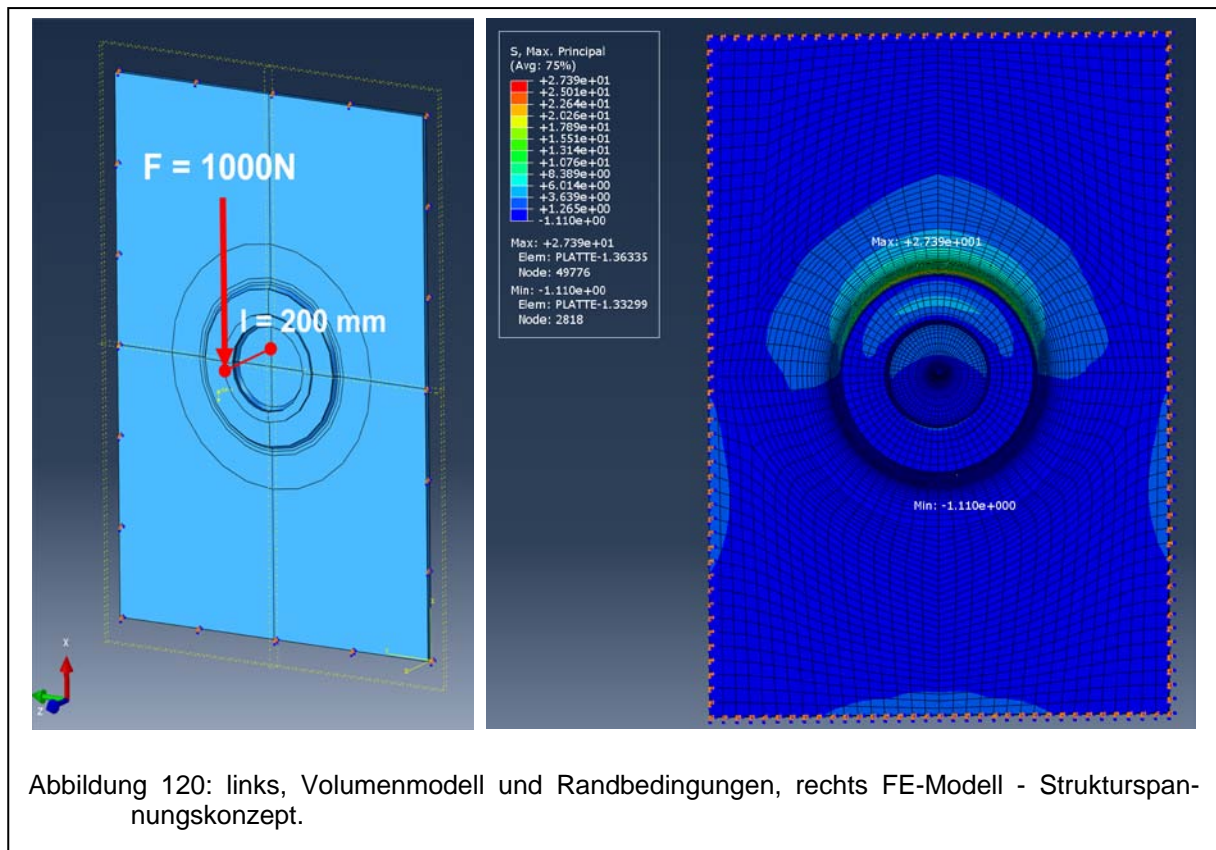 F = 1000N
l = 200 mm
X
Z
S, Max. Principal
(Avg: 75%)
+2.739e+01
+2.501e+01
+2.264e+01
+2.026e+01
+1.789e+01
+1.551e+01
+1.314e+01
+1.076e+01
+8.389e+00
+6.014e+00
+3.639e+00
+1.265e+00
-1.110e+00
Max: +2.739e+01
Elem: PLATTE-1.36335
Node: 49776
Min: -1.110e+00
Elem: PLATTE-1.33299
Node: 2818
Max: +2.739e+001
Min: -1.110e+000
Abbildung 120: links, Volumenmodell und Randbedingungen, rechts FE-Modell - Strukturspan-
nungskonzept.